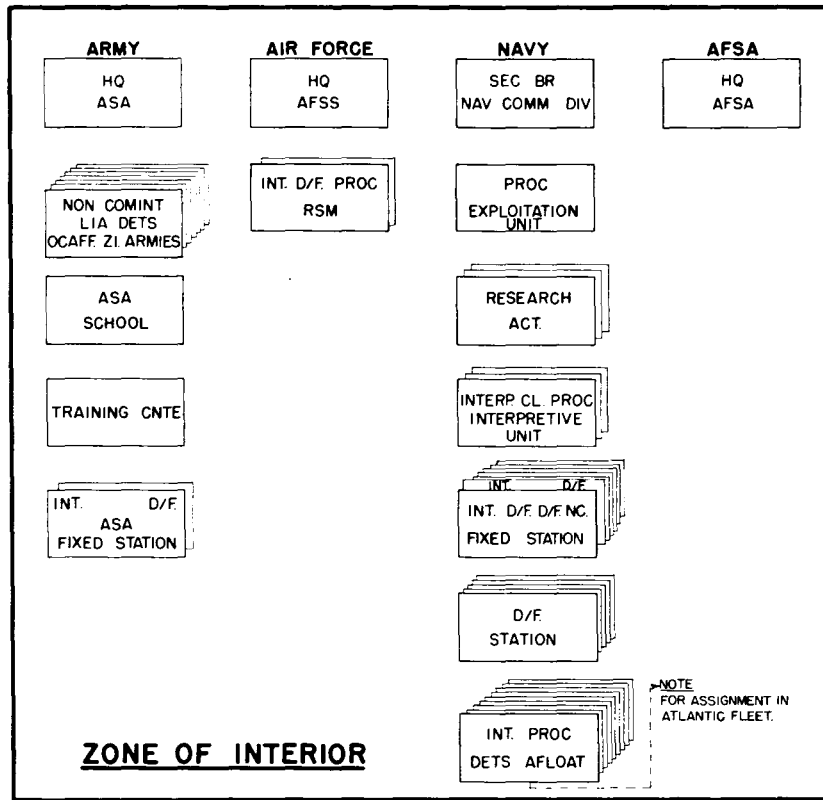 ARMY
HQ
ASA
NON COMINT
LIA DETS
OCAFF. ZI. ARMIES
ASA
SCHOOL
TRAINING CNTE
INT. D/F.
ASA
FIXED STATION
AIR FORCE
HQ
AFSS
INT. D/F. PROC
RSM
NAVY
SEC BR
NAV COMM DIV
PROC
EXPLOITATION
UNIT
RESEARCH
ACT.
INTERP. CL. PROC
INTERPRETIVE
UNIT
INT. D/F.
INT. D/F. D/F. NC.
FIXED STATION
D/F.
STATION
INT. PROC
DETS AFLOAT
NOTE
FOR ASSIGNMENT IN
ATLANTIC FLEET.
AFSA
HQ
AFSA
ZONE OF INTERIOR